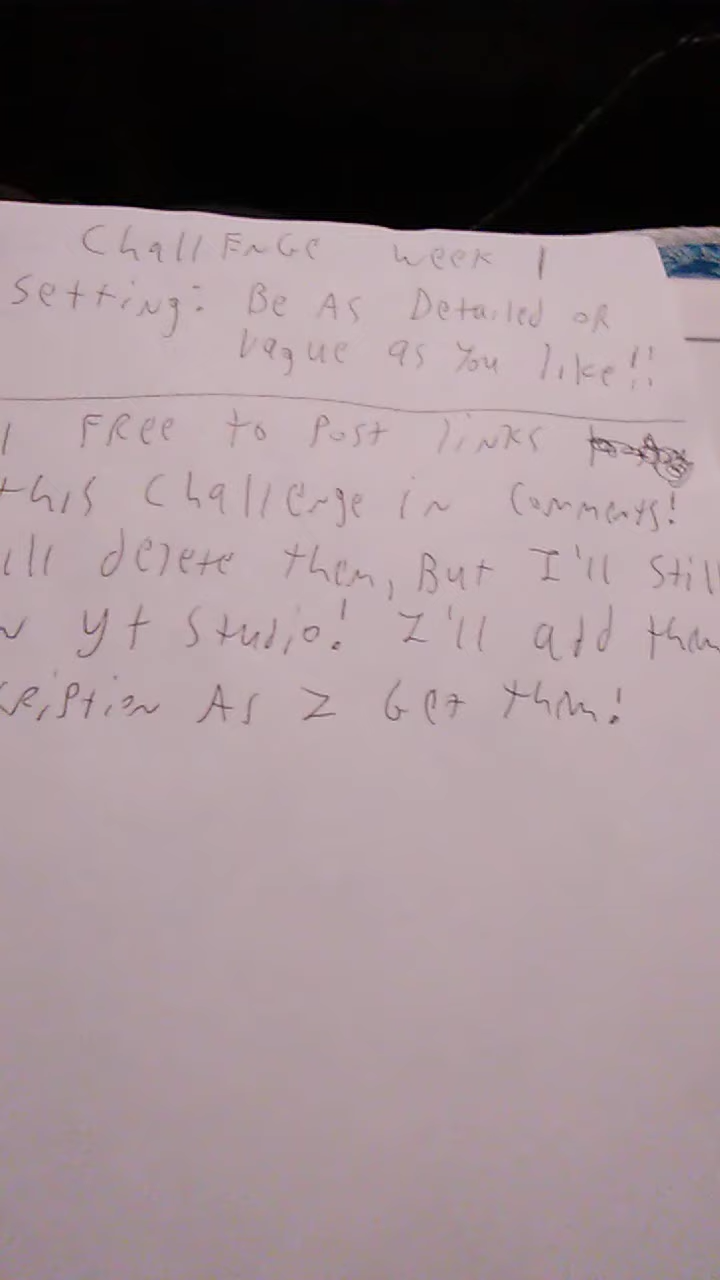 ChallENGE week 1
Setting: Be As Detailed oR
vague as You like!!
l FRee to Post links
this Challenge in Comments!
ill delete them, But I'll still
yt Studio! I'll add them
As I Get them!